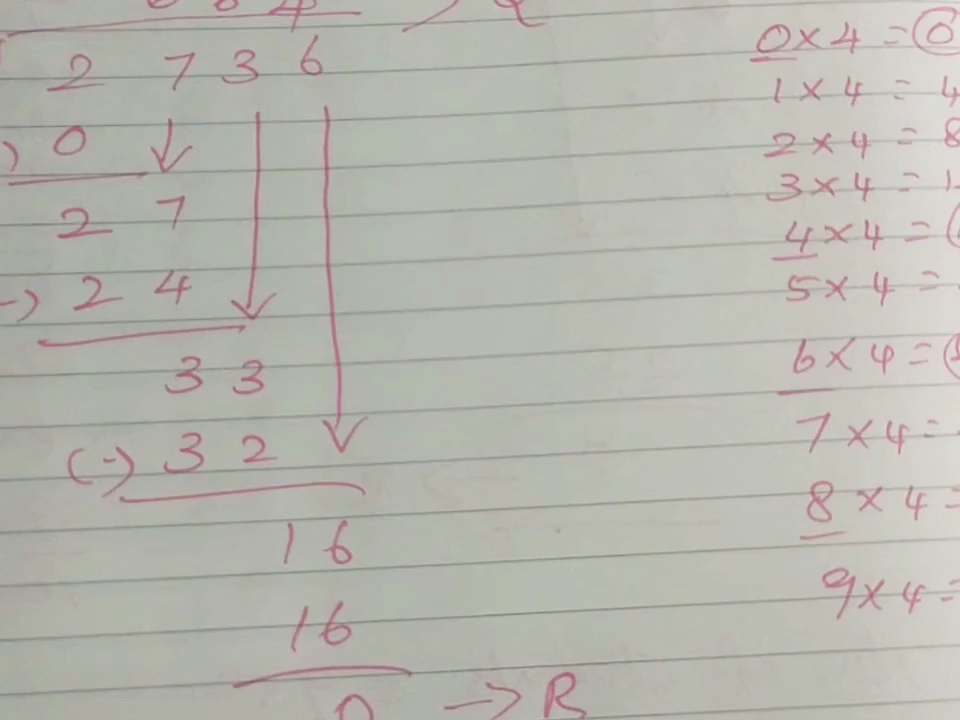 2 7 3 6
0
2 7
-) 2 4
3 3
(-) 3 2
1 6
1 6
0 → R
0 × 4 = 0
1 × 4 = 4
2 × 4 = 8
3 × 4 = 1
4 × 4 =
5 × 4 =
6 × 4 =
7 × 4 =
8 × 4 =
9 × 4 =